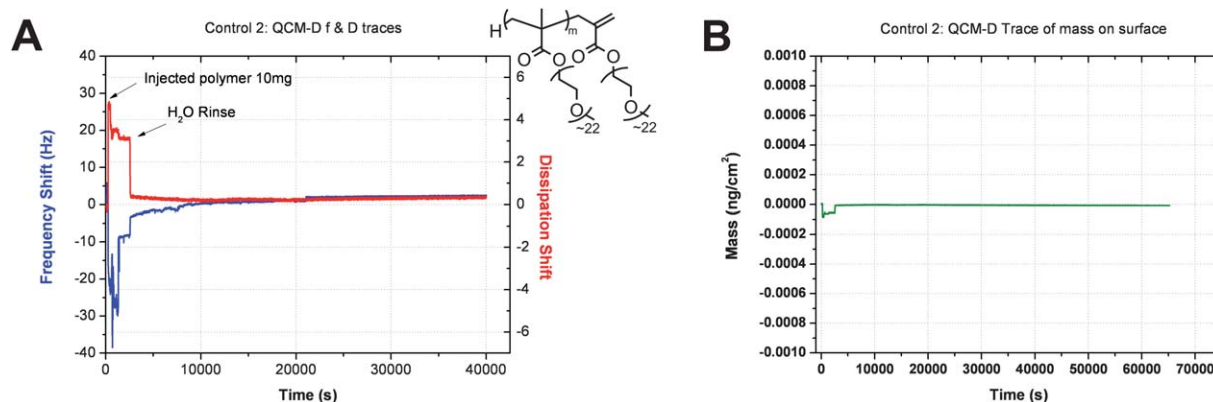 A
Control 2: QCM-D f & D traces
Injected polymer 10mg
H₂O Rinse
Frequency Shift (Hz)
40
30
20
10
0
-10
-20
-30
-40
6
4
2
0
-2
-4
-6
Dissipation Shift
0
10000
20000
30000
40000
Time (s)
H
m
O
O
O
~22
O
O
O
~22
B
Control 2: QCM-D Trace of mass on surface
Mass (ng/cm²)
0.0010
0.0008
0.0006
0.0004
0.0002
0.0000
-0.0002
-0.0004
-0.0006
-0.0008
-0.0010
0
10000
20000
30000
40000
50000
60000
70000
Time (s)